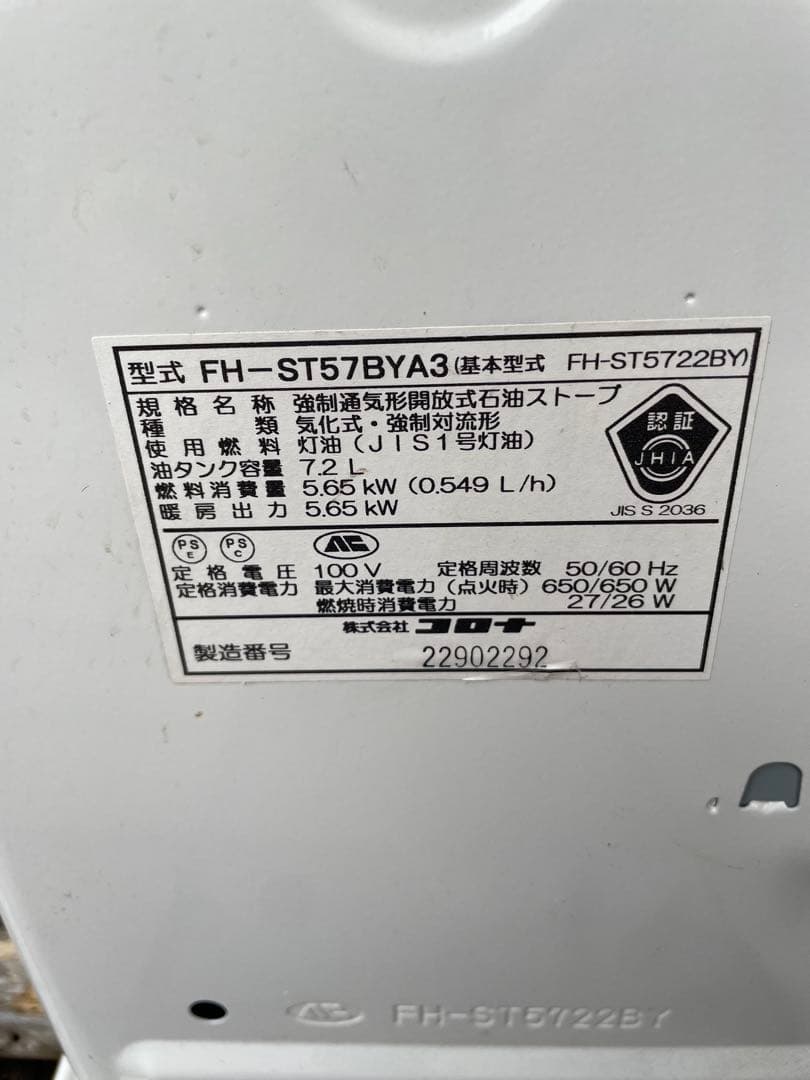 型式 FH-ST57BYA3(基本型式 FH-ST5722BY)
規格名称 強制通気形開放式石油ストーブ
種類 気化式・強制対流形
使用燃料 灯油(JIS1号灯油)
油タンク容量 7.2 L
燃料消費量 5.65 kW (0.549 L/h)
暖房出力 5.65 kW
認証
JHIA
JIS S 2036
PS E PS C
定格電圧 100 V 定格周波数 50/60 Hz
定格消費電力 最大消費電力(点火時) 650/650 W
燃焼時消費電力 27/26 W
株式会社 コロナ
製造番号 22902292
FH-ST5722BY